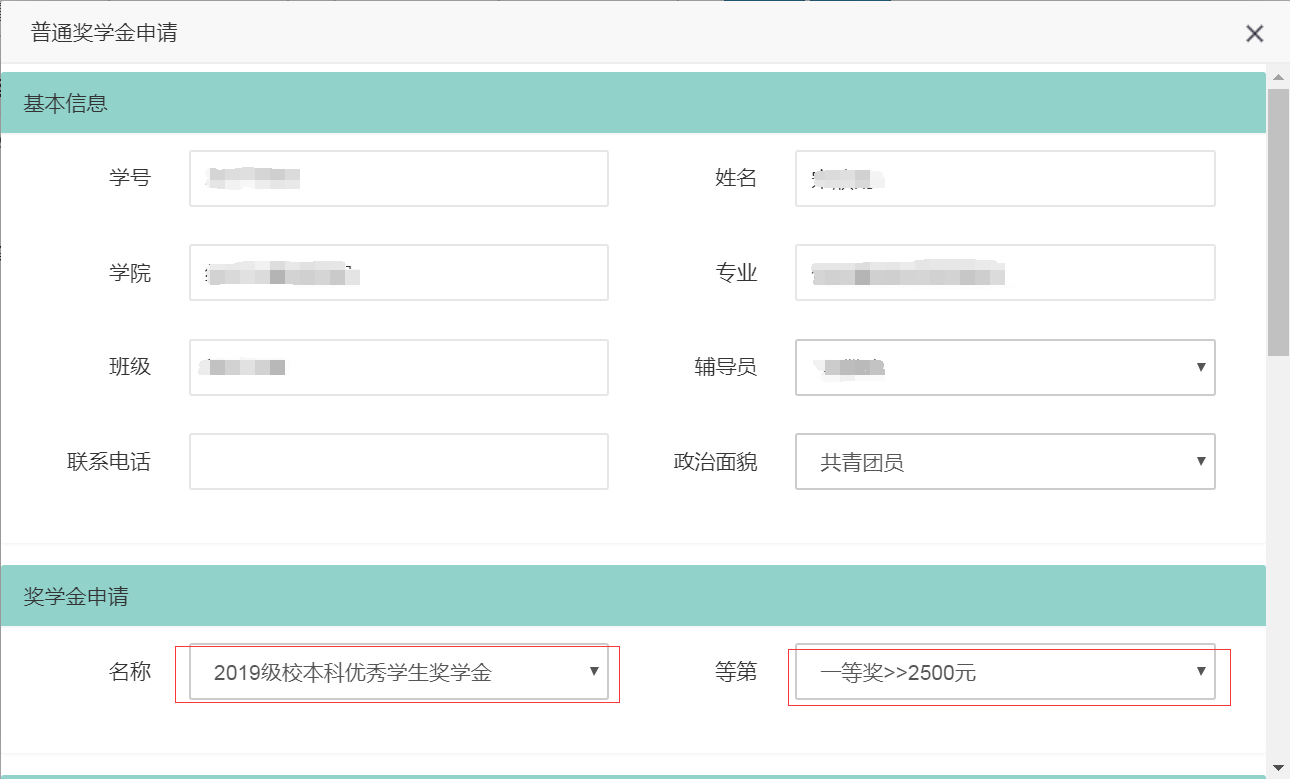 普通奖学金申请
基本信息
学号
姓名
学院
专业
班级
辅导员
联系电话
政治面貌 共青团员
奖学金申请
名称 2019级校本科优秀学生奖学金 等第 一等奖>>2500元